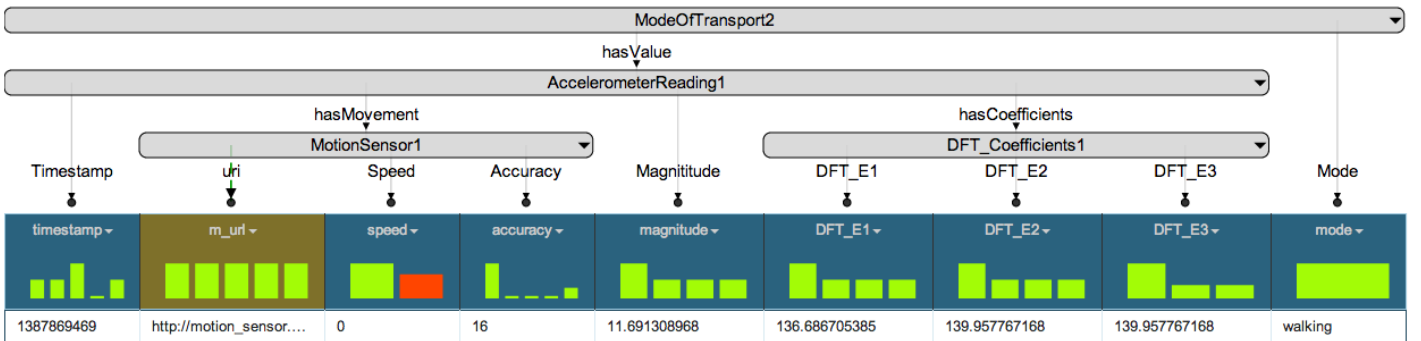 ModeOfTransport2
hasValue
AccelerometerReading1
hasMovement hasCoefficients
MotionSensor1 DFT_Coefficients1
Timestamp uri Speed Accuracy Magnititude DFT_E1 DFT_E2 DFT_E3 Mode
timestamp m_url speed accuracy magnitude DFT_E1 DFT_E2 DFT_E3 mode
1387869469 http://motion_sensor.... 0 16 11.691308968 136.686705385 139.957767168 139.957767168 walking